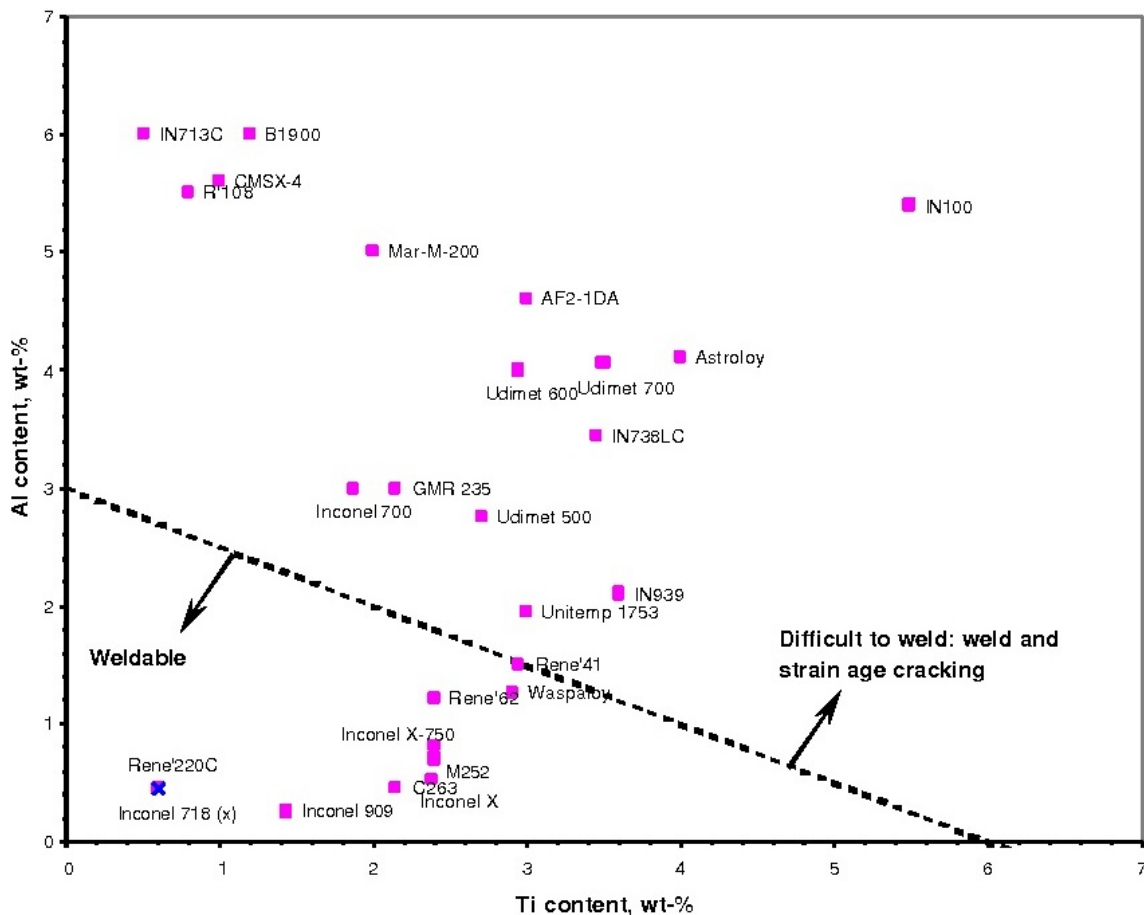 7
6
5
4
3
2
1
0
Al content, wt-%
IN713C
B1900
CMSX-4
R'108
IN100
Mar-M-200
AF2-1DA
Astroloy
Udimet 600
Udimet 700
IN738LC
GMR 235
Inconel 700
Udimet 500
IN939
Unitemp 1753
Difficult to weld: weld and
strain age cracking
Weldable
Rene'41
Waspaloy
Rene'62
Inconel X-750
M252
Rene'220C
C263
Inconel X
Inconel 718 (x)
Inconel 909
0 1 2 3 4 5 6 7
Ti content, wt-%